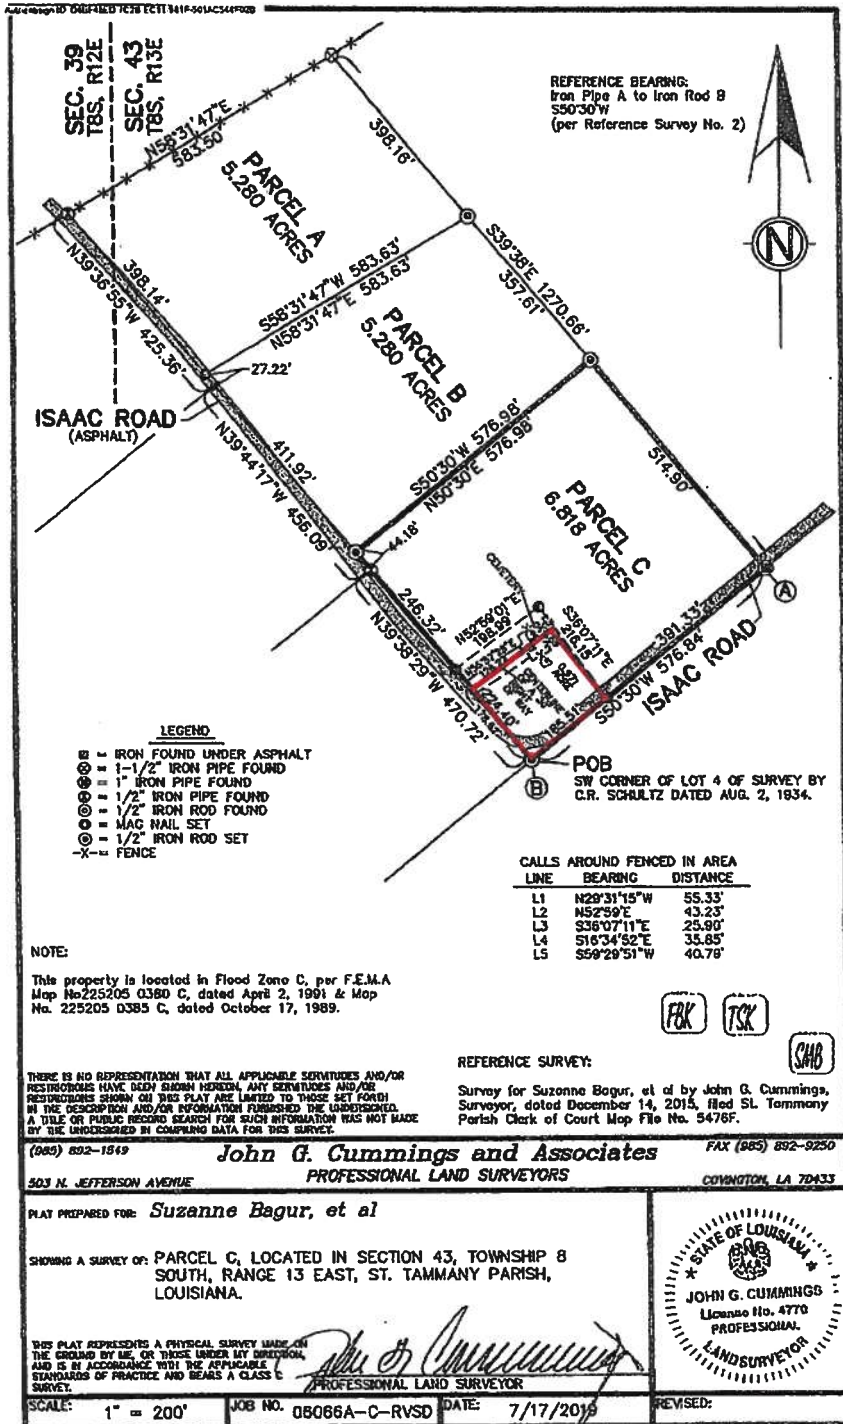 SEC. 39
T8S, R12E
SEC. 43
T8S, R13E
REFERENCE BEARING:
Iron Pipe A to Iron Rod B
S50°30'W
(per Reference Survey No. 2)
N
N58°31'47"E
583.50'
398.16'
PARCEL A
5.280 ACRES
398.14'
N39°36'55"W 425.36'
S58°31'47"W 583.63'
N58°31'47"E 583.63'
S39°38'E 1270.66'
357.61'
27.22'
PARCEL B
5.280 ACRES
ISAAC ROAD
(ASPHALT)
411.92'
N39°44'17"W 456.09'
S50°30'W 576.98'
N50°30'E 576.98'
514.90'
PARCEL C
6.818 ACRES
44.18'
CEMETERY
246.32'
N39°38'29"W 470.72'
N52°59'01"E
198.99'
S36°07'11"E
216.15'
391.33'
S50°30'W 576.84'
ISAAC ROAD
A
224.40'
185.51'
POB
SW CORNER OF LOT 4 OF SURVEY BY
C.R. SCHULTZ DATED AUG. 2, 1934.
B
LEGEND
= IRON FOUND UNDER ASPHALT
= 1-1/2" IRON PIPE FOUND
= 1" IRON PIPE FOUND
= 1/2" IRON PIPE FOUND
= 1/2" IRON ROD FOUND
= MAG NAIL SET
= 1/2" IRON ROD SET
-X- = FENCE
CALLS AROUND FENCED IN AREA
LINE BEARING DISTANCE
L1 N29°31'15"W 55.33'
L2 N52°59'E 43.23'
L3 S36°07'11"E 25.90'
L4 S16°34'52"E 35.85'
L5 S59°29'51"W 40.79'
NOTE:
This property is located in Flood Zone C, per F.E.M.A
Map No225205 0380 C, dated April 2, 1991 & Map
No. 225205 0385 C, dated October 17, 1989.
FBK TSK
SMB
REFERENCE SURVEY:
Survey for Suzanne Bagur, et al by John G. Cummings,
Surveyor, dated December 14, 2015, filed St. Tammany
Parish Clerk of Court Map File No. 5476F.
THERE IS NO REPRESENTATION THAT ALL APPLICABLE SERVITUDES AND/OR
RESTRICTIONS HAVE BEEN SHOWN HEREON, ANY SERVITUDES AND/OR
RESTRICTIONS SHOWN ON THIS PLAT ARE LIMITED TO THOSE SET FORTH
IN THE DESCRIPTION AND/OR INFORMATION FURNISHED THE UNDERSIGNED.
A TITLE OR PUBLIC RECORD SEARCH FOR SUCH INFORMATION WAS NOT MADE
BY THE UNDERSIGNED IN COMPILING DATA FOR THIS SURVEY.
(985) 892-1549 John G. Cummings and Associates FAX (985) 892-9250
503 N. JEFFERSON AVENUE PROFESSIONAL LAND SURVEYORS COVINGTON, LA 70433
PLAT PREPARED FOR: Suzanne Bagur, et al
SHOWING A SURVEY OF: PARCEL C, LOCATED IN SECTION 43, TOWNSHIP 8
SOUTH, RANGE 13 EAST, ST. TAMMANY PARISH,
LOUISIANA.
STATE OF LOUISIANA
JOHN G. CUMMINGS
License No. 4770
PROFESSIONAL
LAND SURVEYOR
THIS PLAT REPRESENTS A PHYSICAL SURVEY MADE ON
THE GROUND BY ME, OR THOSE UNDER MY DIRECTION,
AND IS IN ACCORDANCE WITH THE APPLICABLE
STANDARDS OF PRACTICE AND BEARS A CLASS C
SURVEY.
PROFESSIONAL LAND SURVEYOR
SCALE: 1" = 200' JOB NO. 06066A-C-RVSD DATE: 7/17/2019 REVISED: